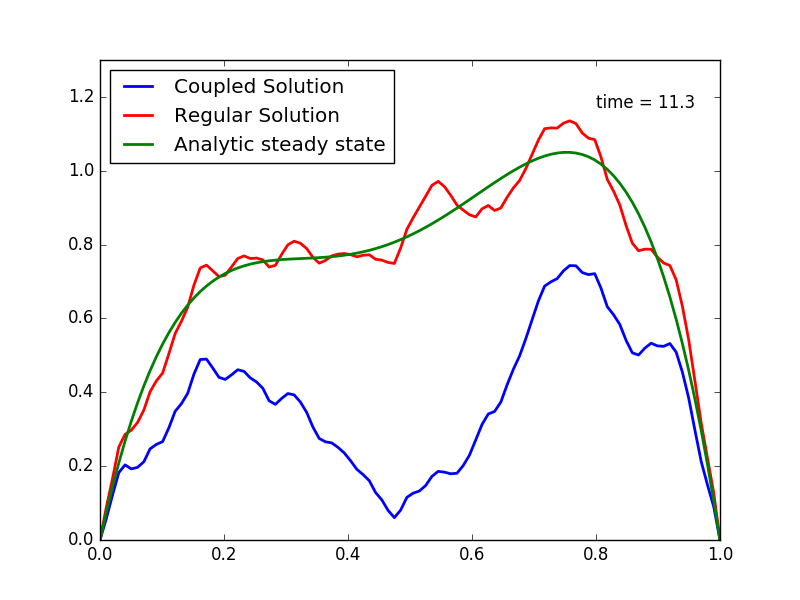 Coupled Solution
Regular Solution
Analytic steady state
time = 11.3
1.2
1.0
0.8
0.6
0.4
0.2
0.0
0.0 0.2 0.4 0.6 0.8 1.0